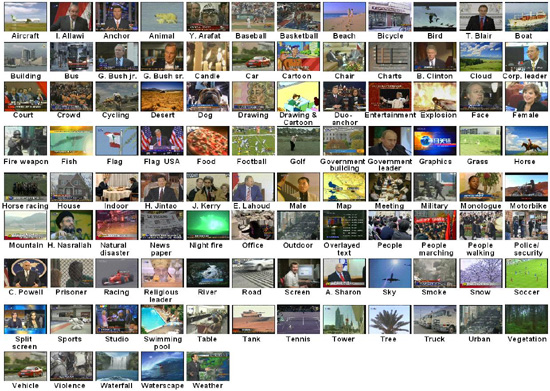 Aircraft I. Allawi Anchor Animal Y. Arafat Baseball Basketball Beach Bicycle Bird T. Blair Boat
Building Bus G. Bush jr. G. Bush sr. Candle Car Cartoon Chair Charts B. Clinton Cloud Corp. leader
Court Crowd Cycling Desert Dog Drawing Drawing & Cartoon Duo-anchor Entertainment Explosion Face Female
Fire weapon Fish Flag Flag USA Food Football Golf Government building Government leader Graphics Grass Horse
Horse racing House Indoor H. Jintao J. Kerry E. Lahoud Male Map Meeting Military Monologue Motorbike
Mountain H. Nasrallah Natural disaster News paper Night fire Office Outdoor Overlayed text People People marching People walking Police/ security
C. Powell Prisoner Racing Religious leader River Road Screen A. Sharon Sky Smoke Snow Soccer
Split screen Sports Studio Swimming pool Table Tank Tennis Tower Tree Truck Urban Vegetation
Vehicle Violence Waterfall Waterscape Weather